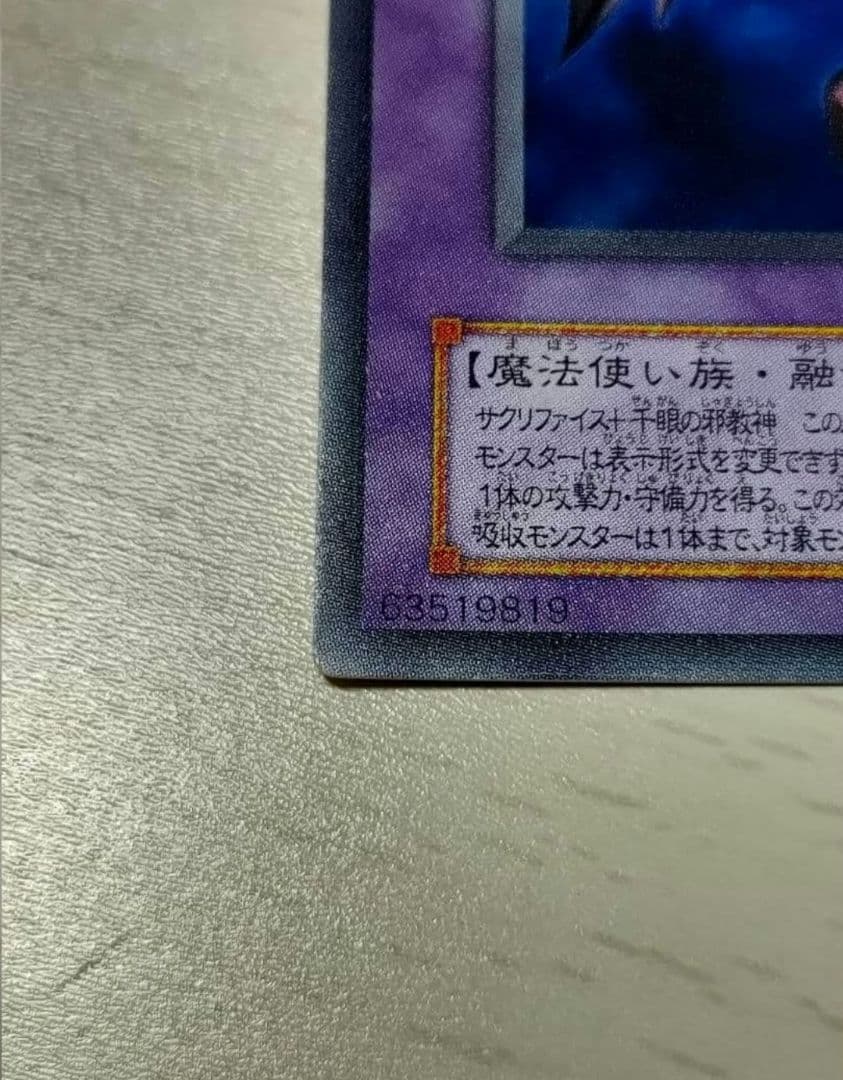 【魔法使い族・融
サクリファイス+千眼の邪教神 この
モンスターは表示形式を変更できず
1体の攻撃力・守備力を得る。この
吸収モンスターは1体まで、対象モン
63519819